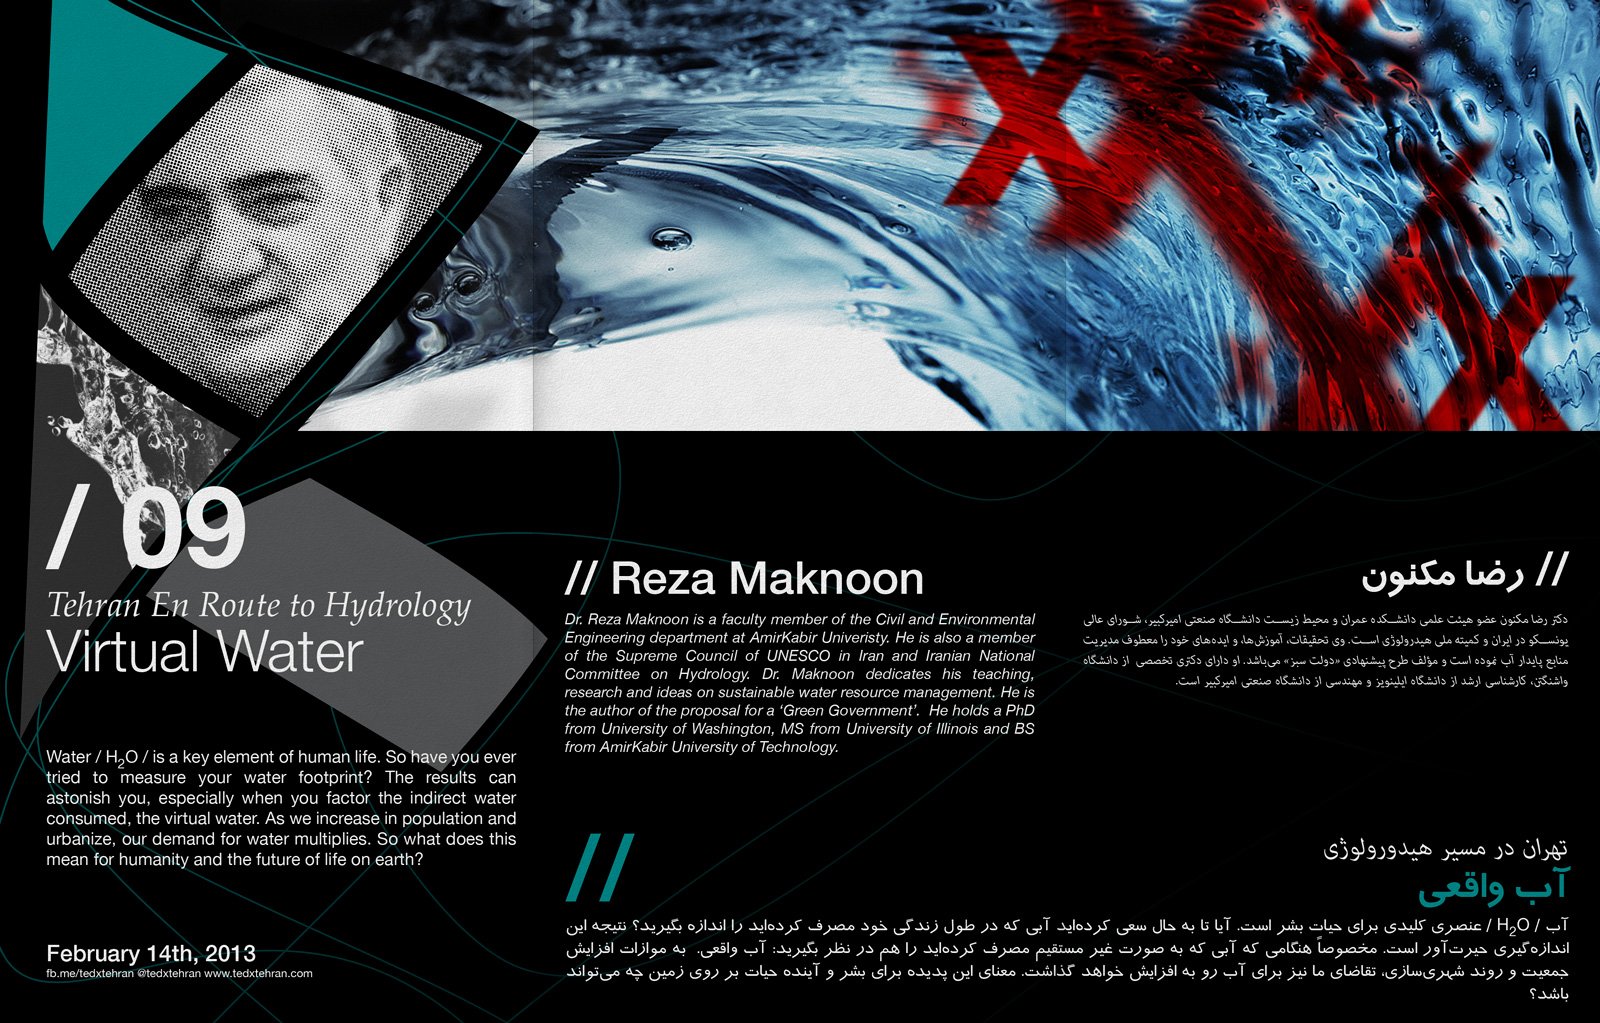 X
X
/ 09
Tehran En Route to Hydrology
Virtual Water
Water / H₂O / is a key element of human life. So have you ever
tried to measure your water footprint? The results can
astonish you, especially when you factor the indirect water
consumed, the virtual water. As we increase in population and
urbanize, our demand for water multiplies. So what does this
mean for humanity and the future of life on earth?
February 14th, 2013
fb.me/tedxtehran @tedxtehran www.tedxtehran.com
// Reza Maknoon
Dr. Reza Maknoon is a faculty member of the Civil and Environmental
Engineering department at AmirKabir Univeristy. He is also a member
of the Supreme Council of UNESCO in Iran and Iranian National
Committee on Hydrology. Dr. Maknoon dedicates his teaching,
research and ideas on sustainable water resource management. He is
the author of the proposal for a ‘Green Government’. He holds a PhD
from University of Washington, MS from University of Illinois and BS
from AmirKabir University of Technology.
// رضا مکنون
دکتر رضا مکنون عضو هیئت علمی دانشکده عمران و محیط زیست دانشگاه صنعتی امیرکبیر، شورای عالی
یونسکو در ایران و کمیته ملی هیدرولوژی است. وی تحقیقات، آموزش‌ها، و ایده‌های خود را معطوف مدیریت
منابع پایدار آب نموده است و مؤلف طرح پیشنهادی «دولت سبز» می‌باشد. او دارای دکتری تخصصی از دانشگاه
واشنگتن، کارشناسی ارشد از دانشگاه ایلینویز و مهندسی از دانشگاه صنعتی امیرکبیر است.
//
تهران در مسیر هیدورولوژی
آب واقعی
آب / H₂O / عنصری کلیدی برای حیات بشر است. آیا تا به حال سعی کرده‌اید آبی که در طول زندگی خود مصرف کرده‌اید را اندازه بگیرید؟ نتیجه این
اندازه‌گیری حیرت‌آور است. مخصوصاً هنگامی که آبی که به صورت غیر مستقیم مصرف کرده‌اید را هم در نظر بگیرید: آب واقعی. به موازات افزایش
جمعیت و روند شهری‌سازی، تقاضای ما نیز برای آب رو به افزایش خواهد گذاشت. معنای این پدیده برای بشر و آینده حیات بر روی زمین چه می‌تواند
باشد؟